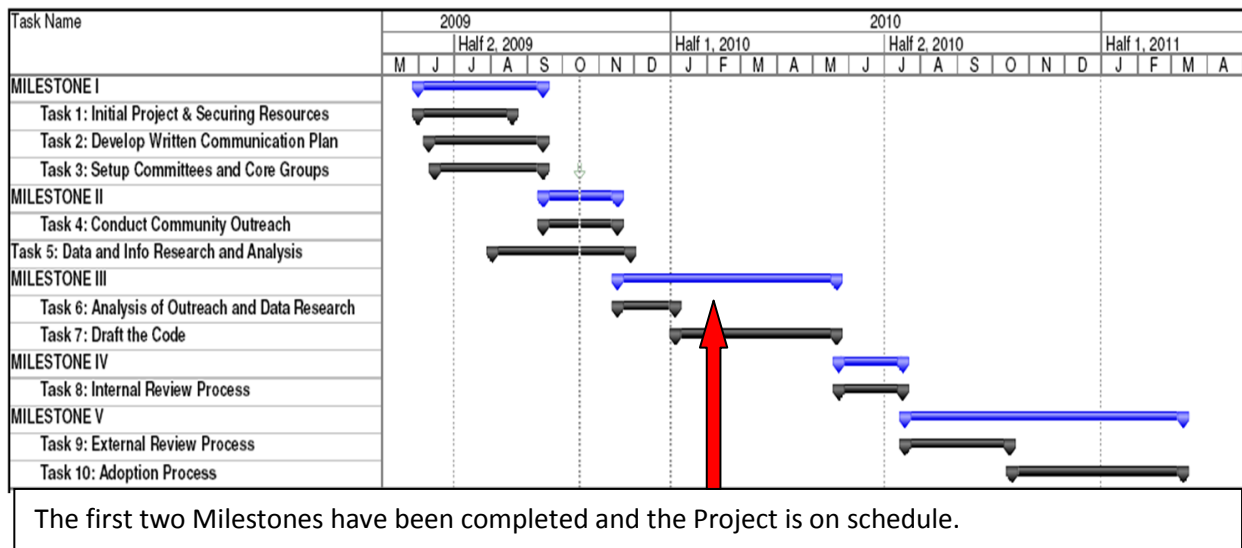 Task Name 2009 2010
Half 2, 2009 Half 1, 2010 Half 2, 2010 Half 1, 2011
M J J A S O N D J F M A M J J A S O N D J F M A
MILESTONE I
Task 1: Initial Project & Securing Resources
Task 2: Develop Written Communication Plan
Task 3: Setup Committees and Core Groups
MILESTONE II
Task 4: Conduct Community Outreach
Task 5: Data and Info Research and Analysis
MILESTONE III
Task 6: Analysis of Outreach and Data Research
Task 7: Draft the Code
MILESTONE IV
Task 8: Internal Review Process
MILESTONE V
Task 9: External Review Process
Task 10: Adoption Process
The first two Milestones have been completed and the Project is on schedule.